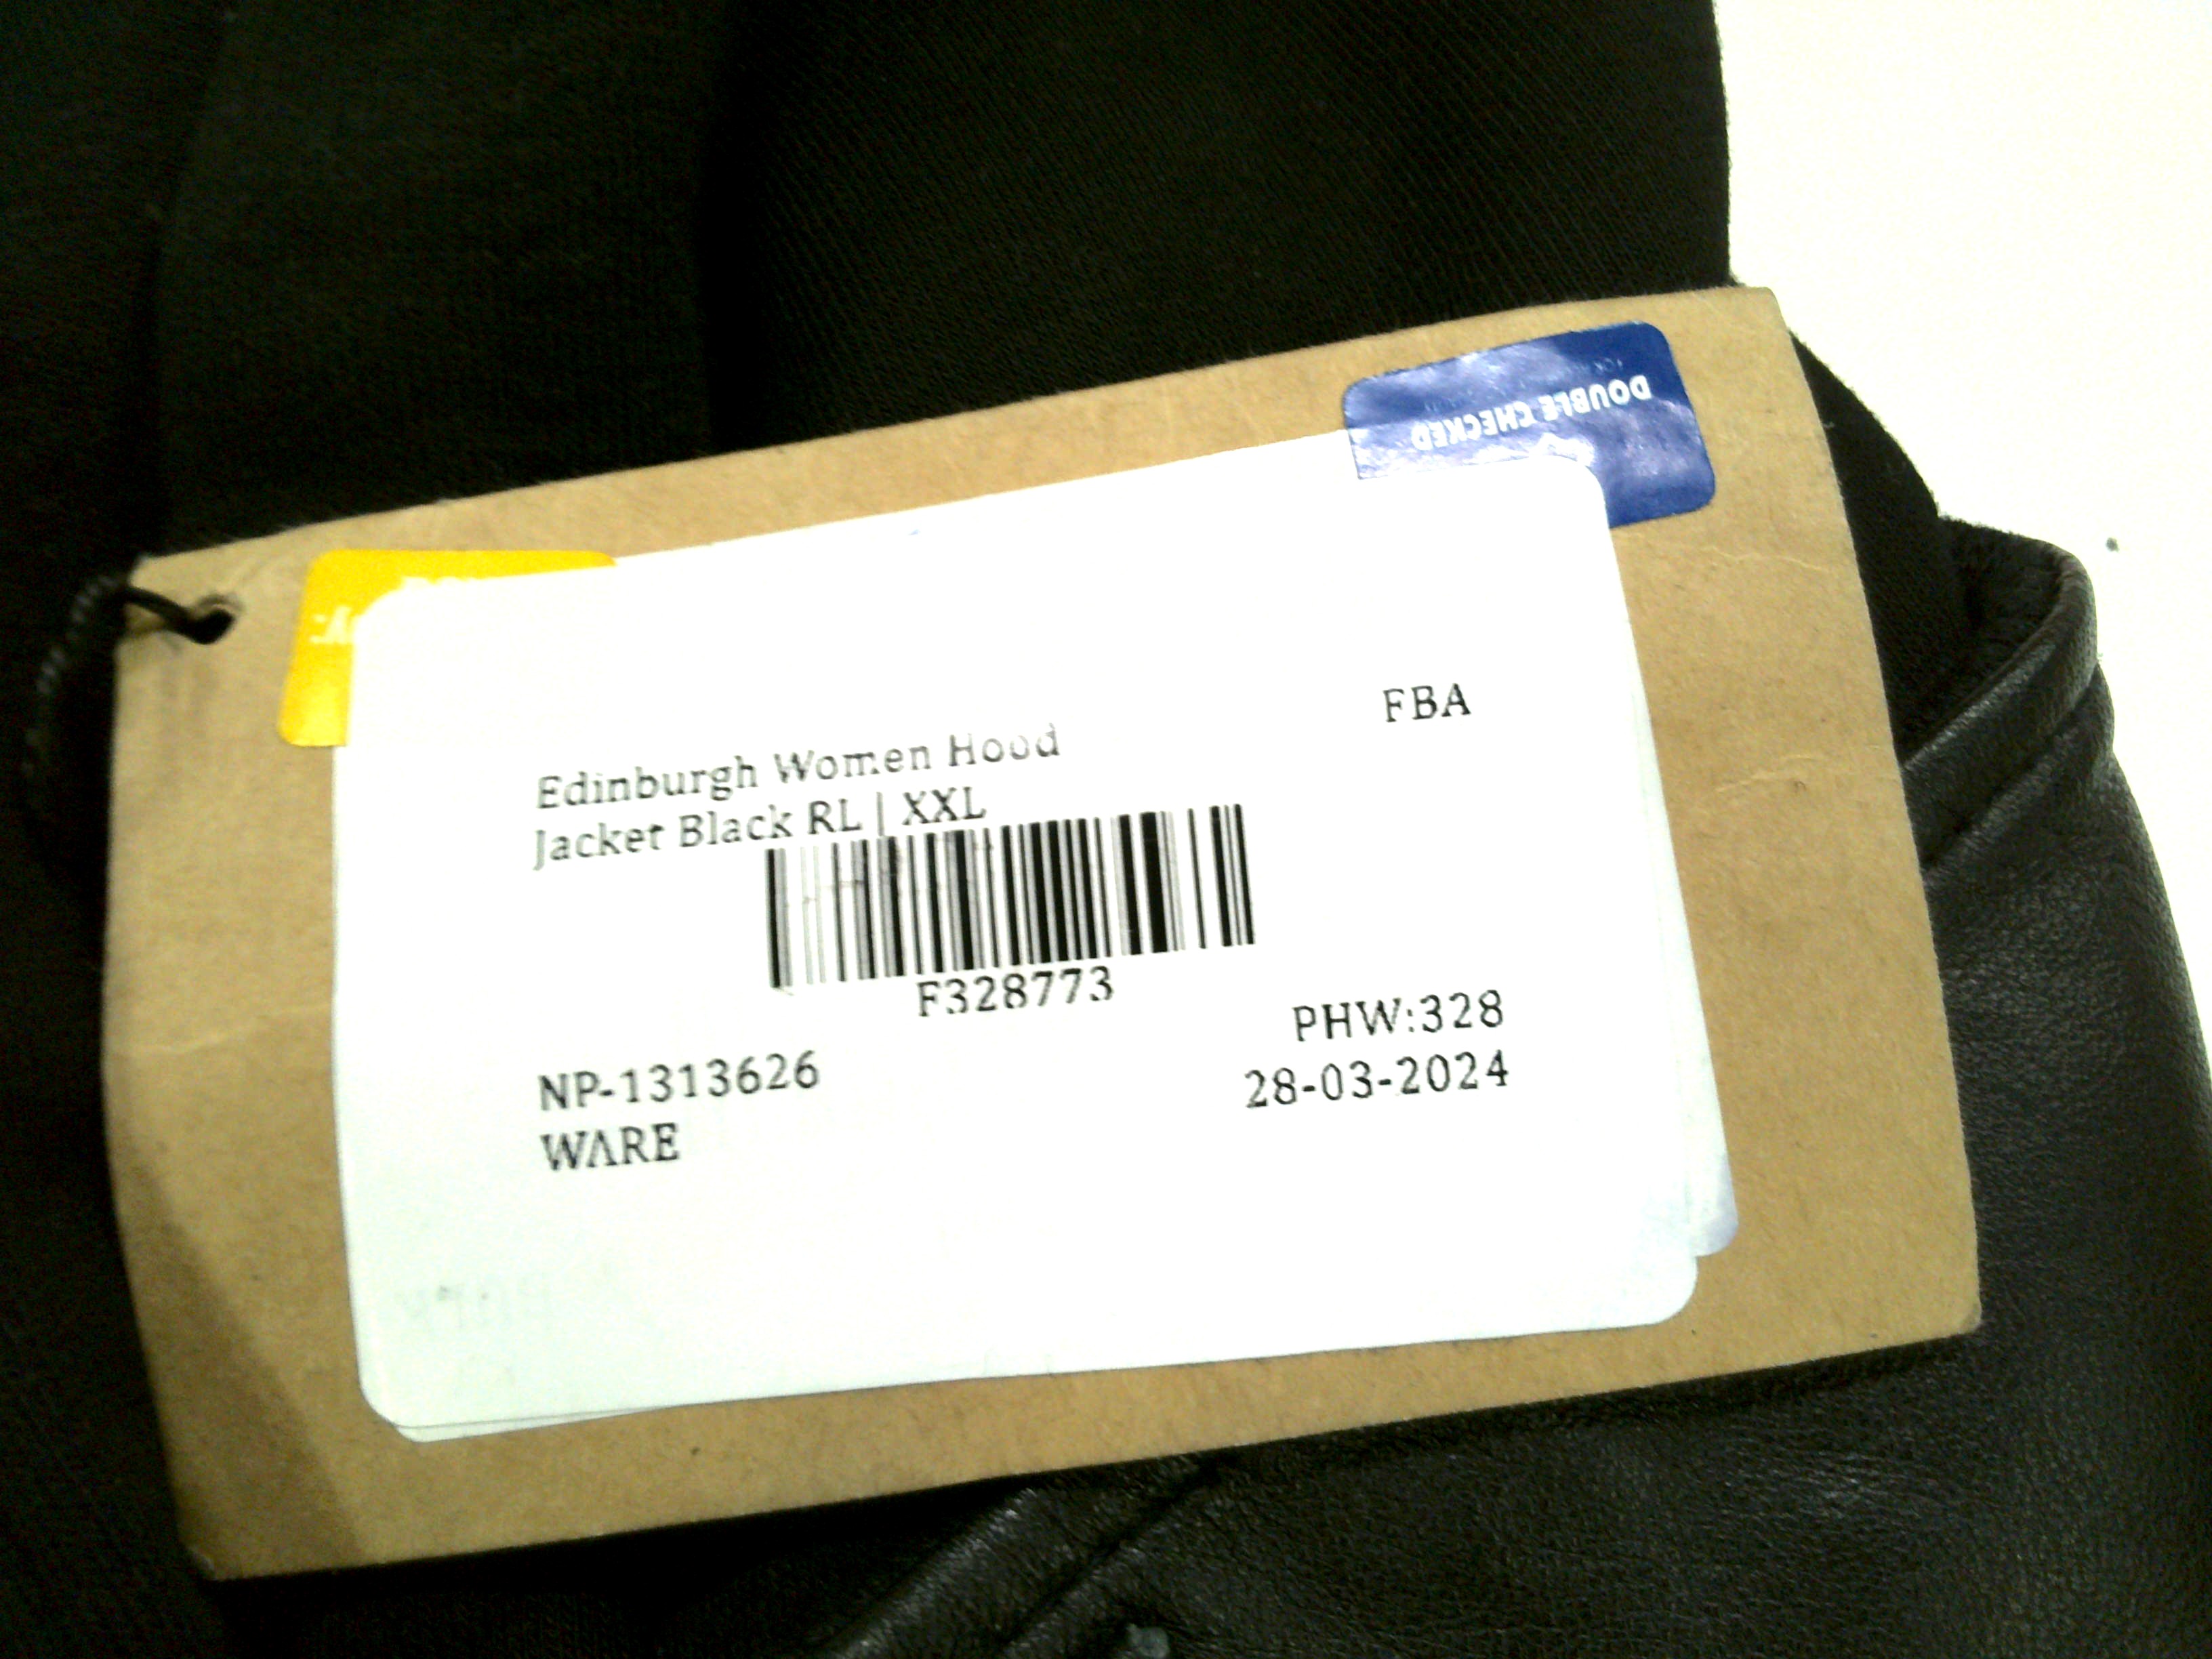 DOUBLE CHECKED
FBA
Edinburgh Women Hood
Jacket Black RL | XXL
F328773
PHW:328
NP-1313626
28-03-2024
WARE